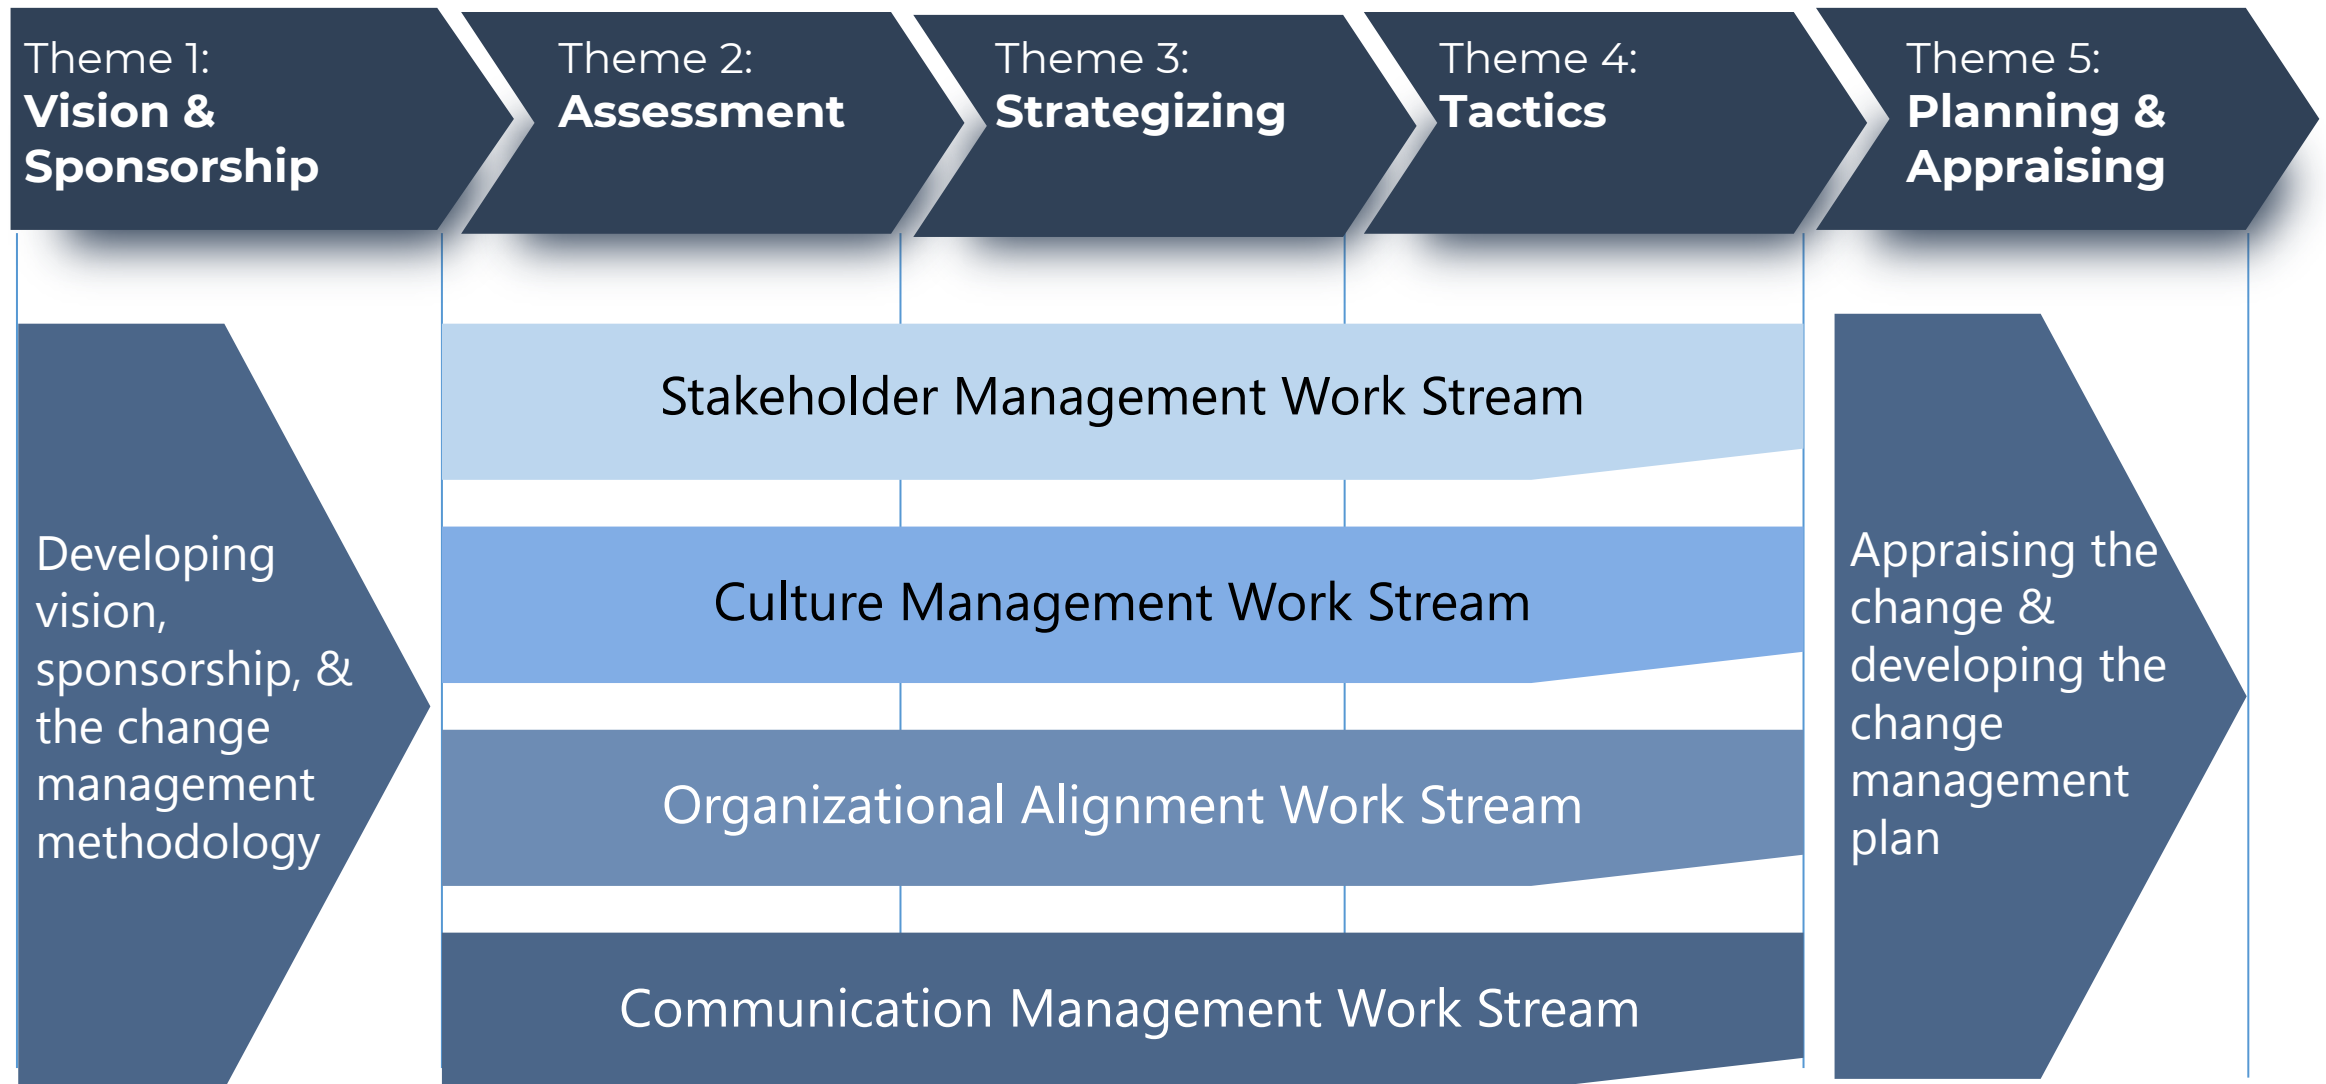 Theme 1:
Vision &
Sponsorship
Theme 2:
Assessment
Theme 3:
Strategizing
Theme 4:
Tactics
Theme 5:
Planning &
Appraising
Developing
vision,
sponsorship, &
the change
management
methodology
Stakeholder Management Work Stream
Culture Management Work Stream
Organizational Alignment Work Stream
Communication Management Work Stream
Appraising the
change &
developing the
change
management
plan